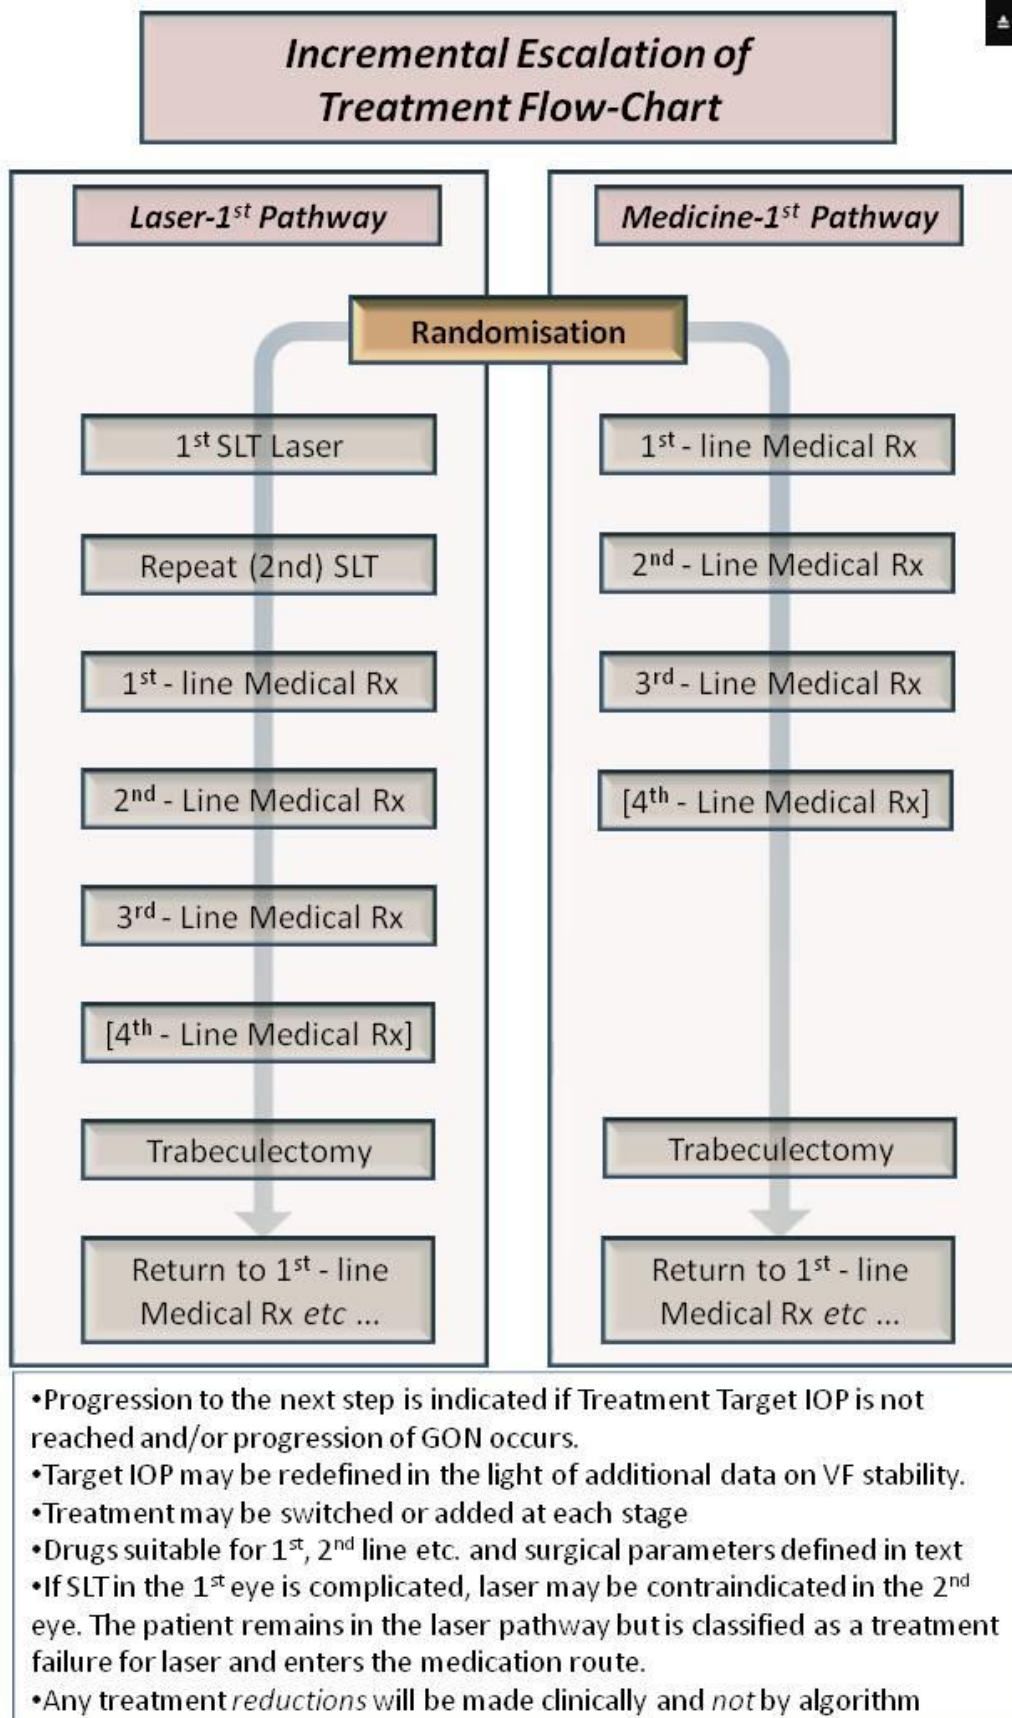 Incremental Escalation of
Treatment Flow-Chart
Laser-1st Pathway
Medicine-1st Pathway
Randomisation
1st SLT Laser
Repeat (2nd) SLT
1st - line Medical Rx
2nd - Line Medical Rx
3rd - Line Medical Rx
[4th - Line Medical Rx]
Trabeculectomy
Return to 1st - line
Medical Rx etc ...
1st - line Medical Rx
2nd - Line Medical Rx
3rd - Line Medical Rx
[4th - Line Medical Rx]
Trabeculectomy
Return to 1st - line
Medical Rx etc ...
•Progression to the next step is indicated if Treatment Target IOP is not
reached and/or progression of GON occurs.
•Target IOP may be redefined in the light of additional data on VF stability.
•Treatment may be switched or added at each stage
•Drugs suitable for 1st, 2nd line etc. and surgical parameters defined in text
•If SLT in the 1st eye is complicated, laser may be contraindicated in the 2nd
eye. The patient remains in the laser pathway but is classified as a treatment
failure for laser and enters the medication route.
•Any treatment reductions will be made clinically and not by algorithm